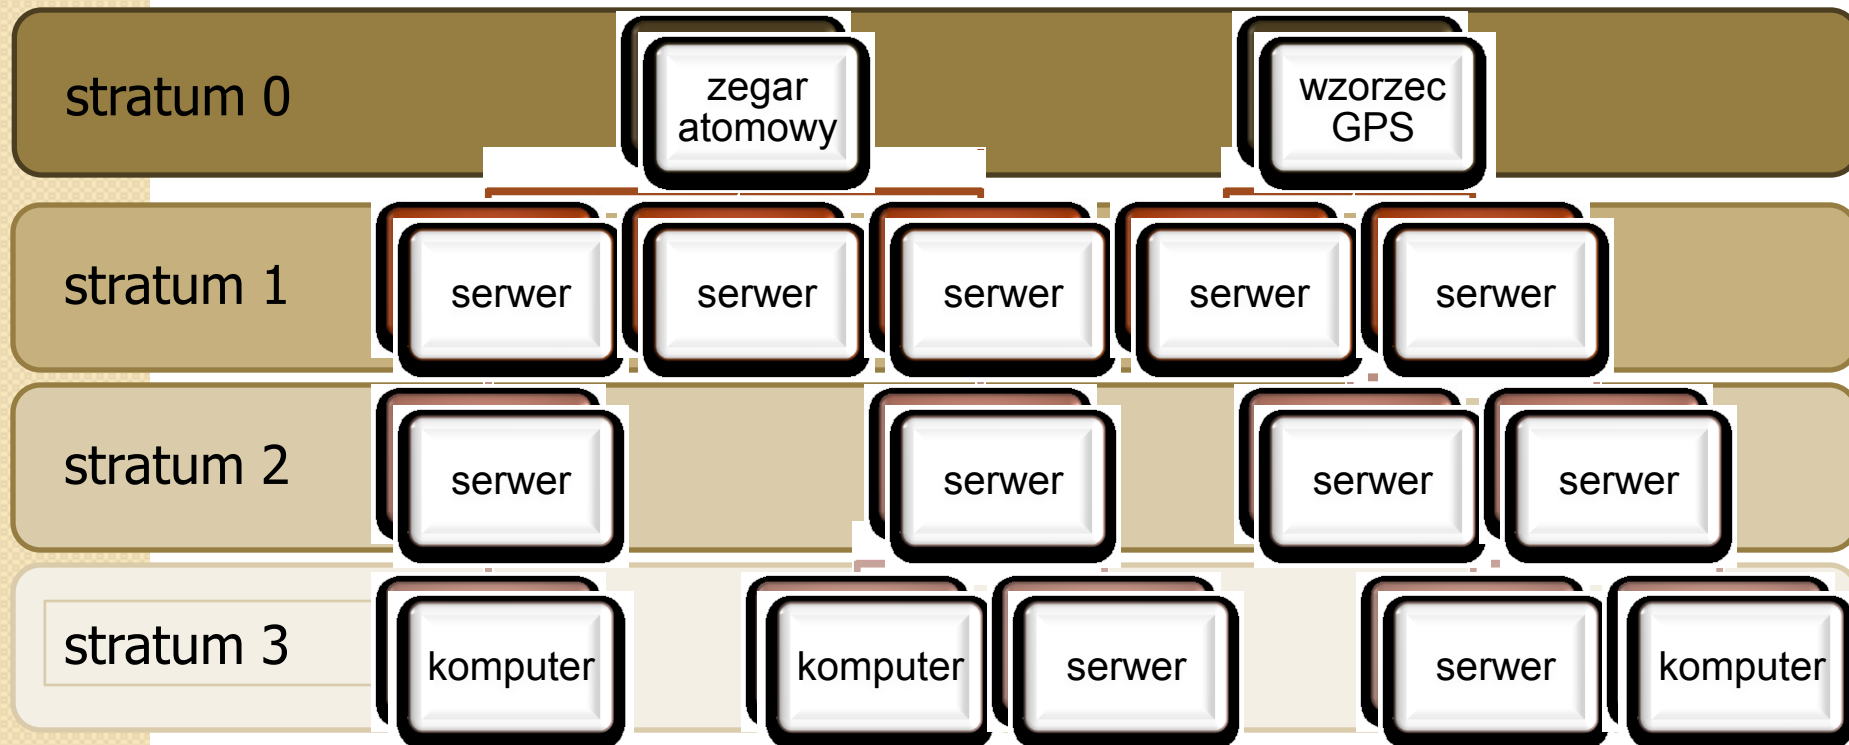 stratum 0
zegar
atomowy
wzorzec
GPS
stratum 1
serwer
serwer
serwer
serwer
serwer
stratum 2
serwer
serwer
serwer
serwer
stratum 3
komputer
komputer
serwer
serwer
komputer